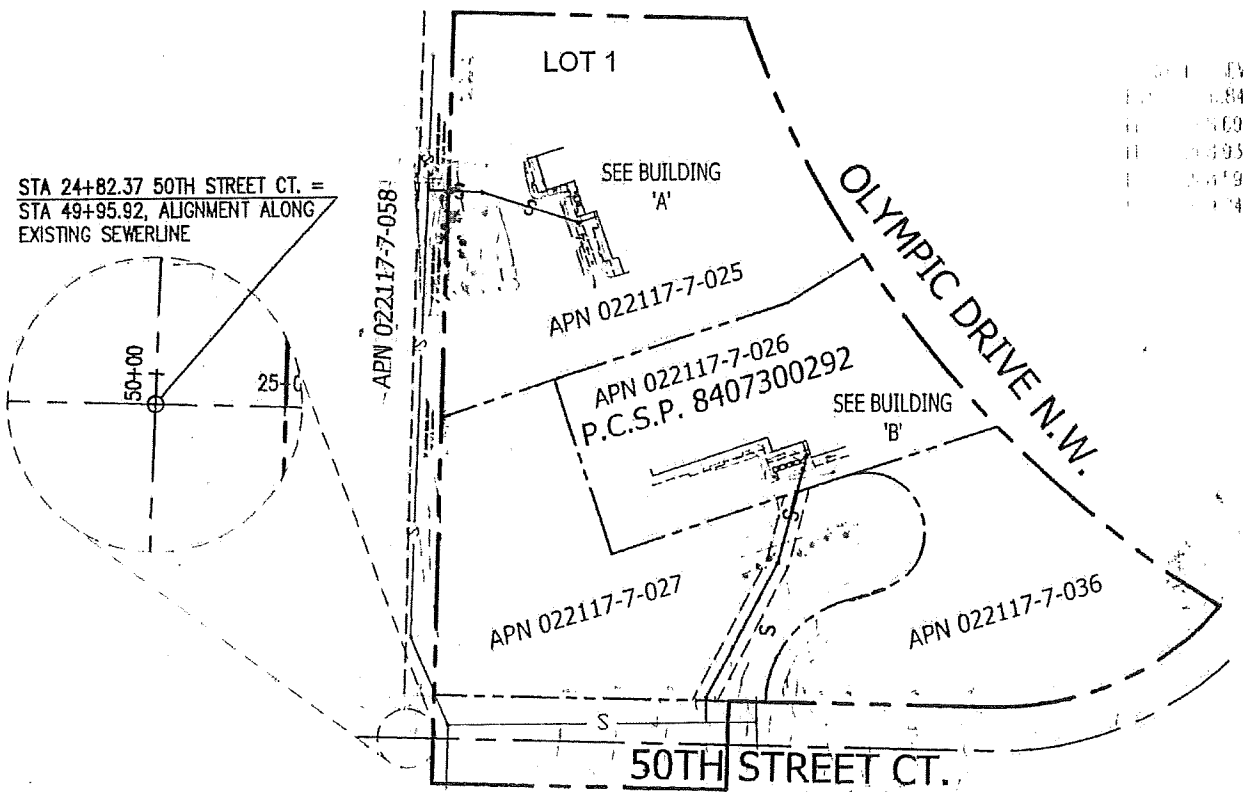 LOT 1
STA 24+82.37 50TH STREET CT. =
STA 49+95.92, ALIGNMENT ALONG
EXISTING SEWERLINE
SEE BUILDING
'A'
APN 022117-7-058
OLYMPIC DRIVE N.W.
APN 022117-7-025
50+00
25+
APN 022117-7-026
P.C.S.P. 8407300292
SEE BUILDING
'B'
APN 022117-7-027
APN 022117-7-036
S
S
S
S
S
S
50TH STREET CT.